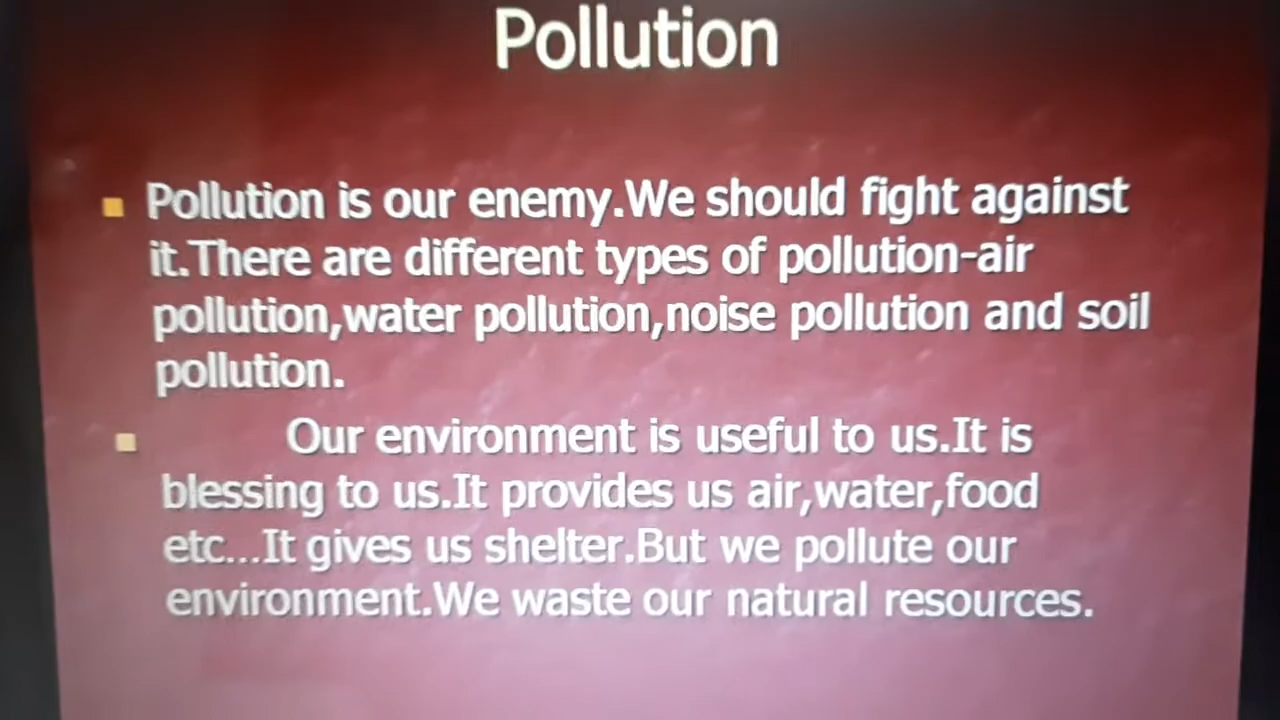 Pollution
Pollution is our enemy.We should fight against
it.There are different types of pollution-air
pollution,water pollution,noise pollution and soil
pollution.
Our environment is useful to us.It is
blessing to us.It provides us air,water,food
etc...It gives us shelter.But we pollute our
environment.We waste our natural resources.